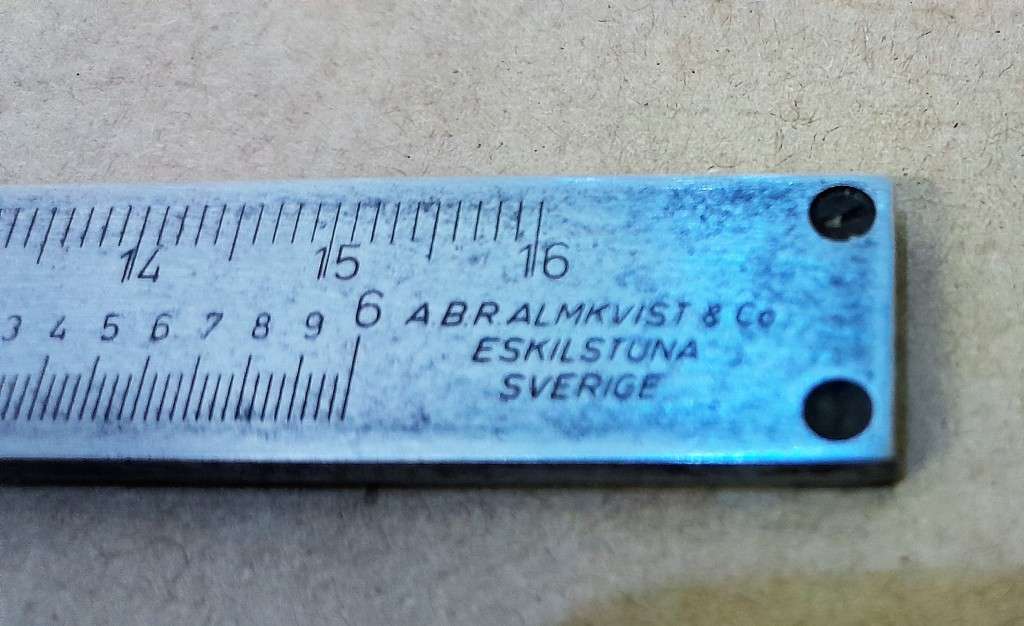 14 15 16
3 4 5 6 7 8 9 6 A.B.R.ALMKVIST & Co
ESKILSTUNA
SVERIGE